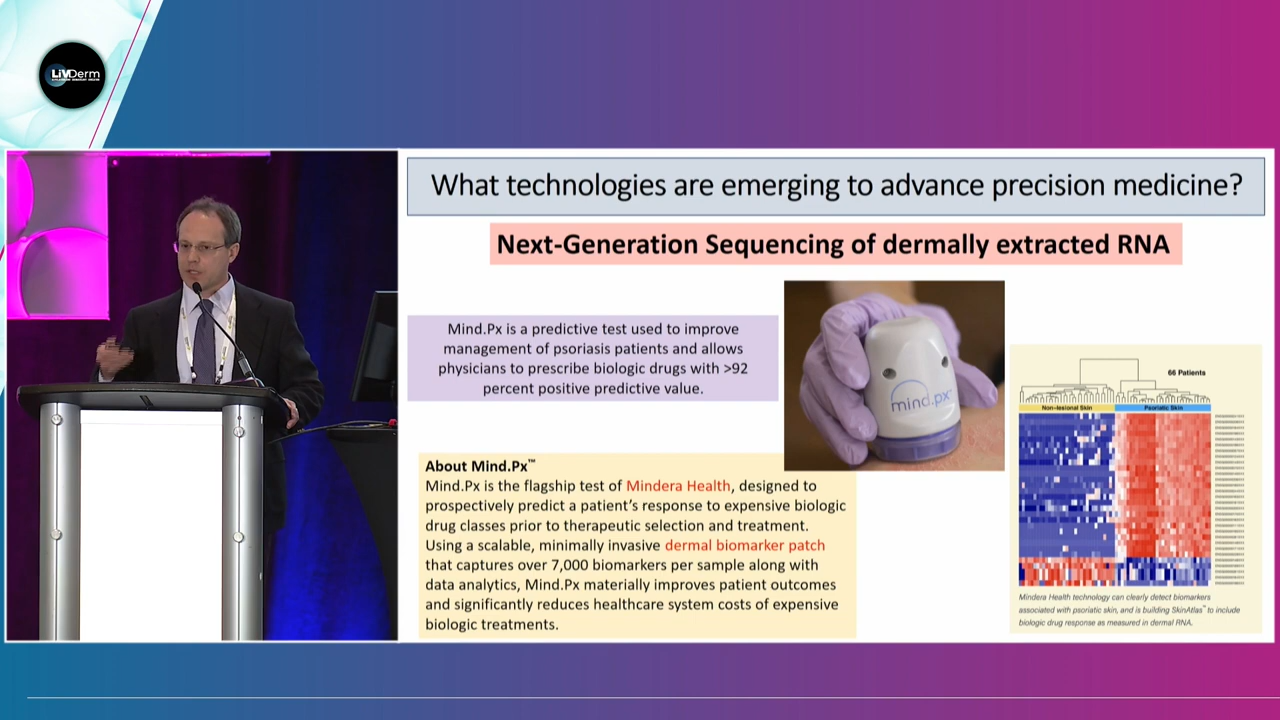 LiVDerm
What technologies are emerging to advance precision medicine?
Next-Generation Sequencing of dermally extracted RNA
Mind.Px is a predictive test used to improve
management of psoriasis patients and allows
physicians to prescribe biologic drugs with >92
percent positive predictive value.
mind.px™
About Mind.Px™
Mind.Px is the flagship test of Mindera Health, designed to
prospectively predict a patient's response to expensive biologic
drug classes prior to therapeutic selection and treatment.
Using a scalable, minimally invasive dermal biomarker patch
that captures over 7,000 biomarkers per sample along with
data analytics, Mind.Px materially improves patient outcomes
and significantly reduces healthcare system costs of expensive
biologic treatments.
66 Patients
Non-lesional Skin Psoriatic Skin
Mindera Health technology can clearly detect biomarkers
associated with psoriatic skin, and is building SkinAtlas™ to include
biologic drug response as measured in dermal RNA.